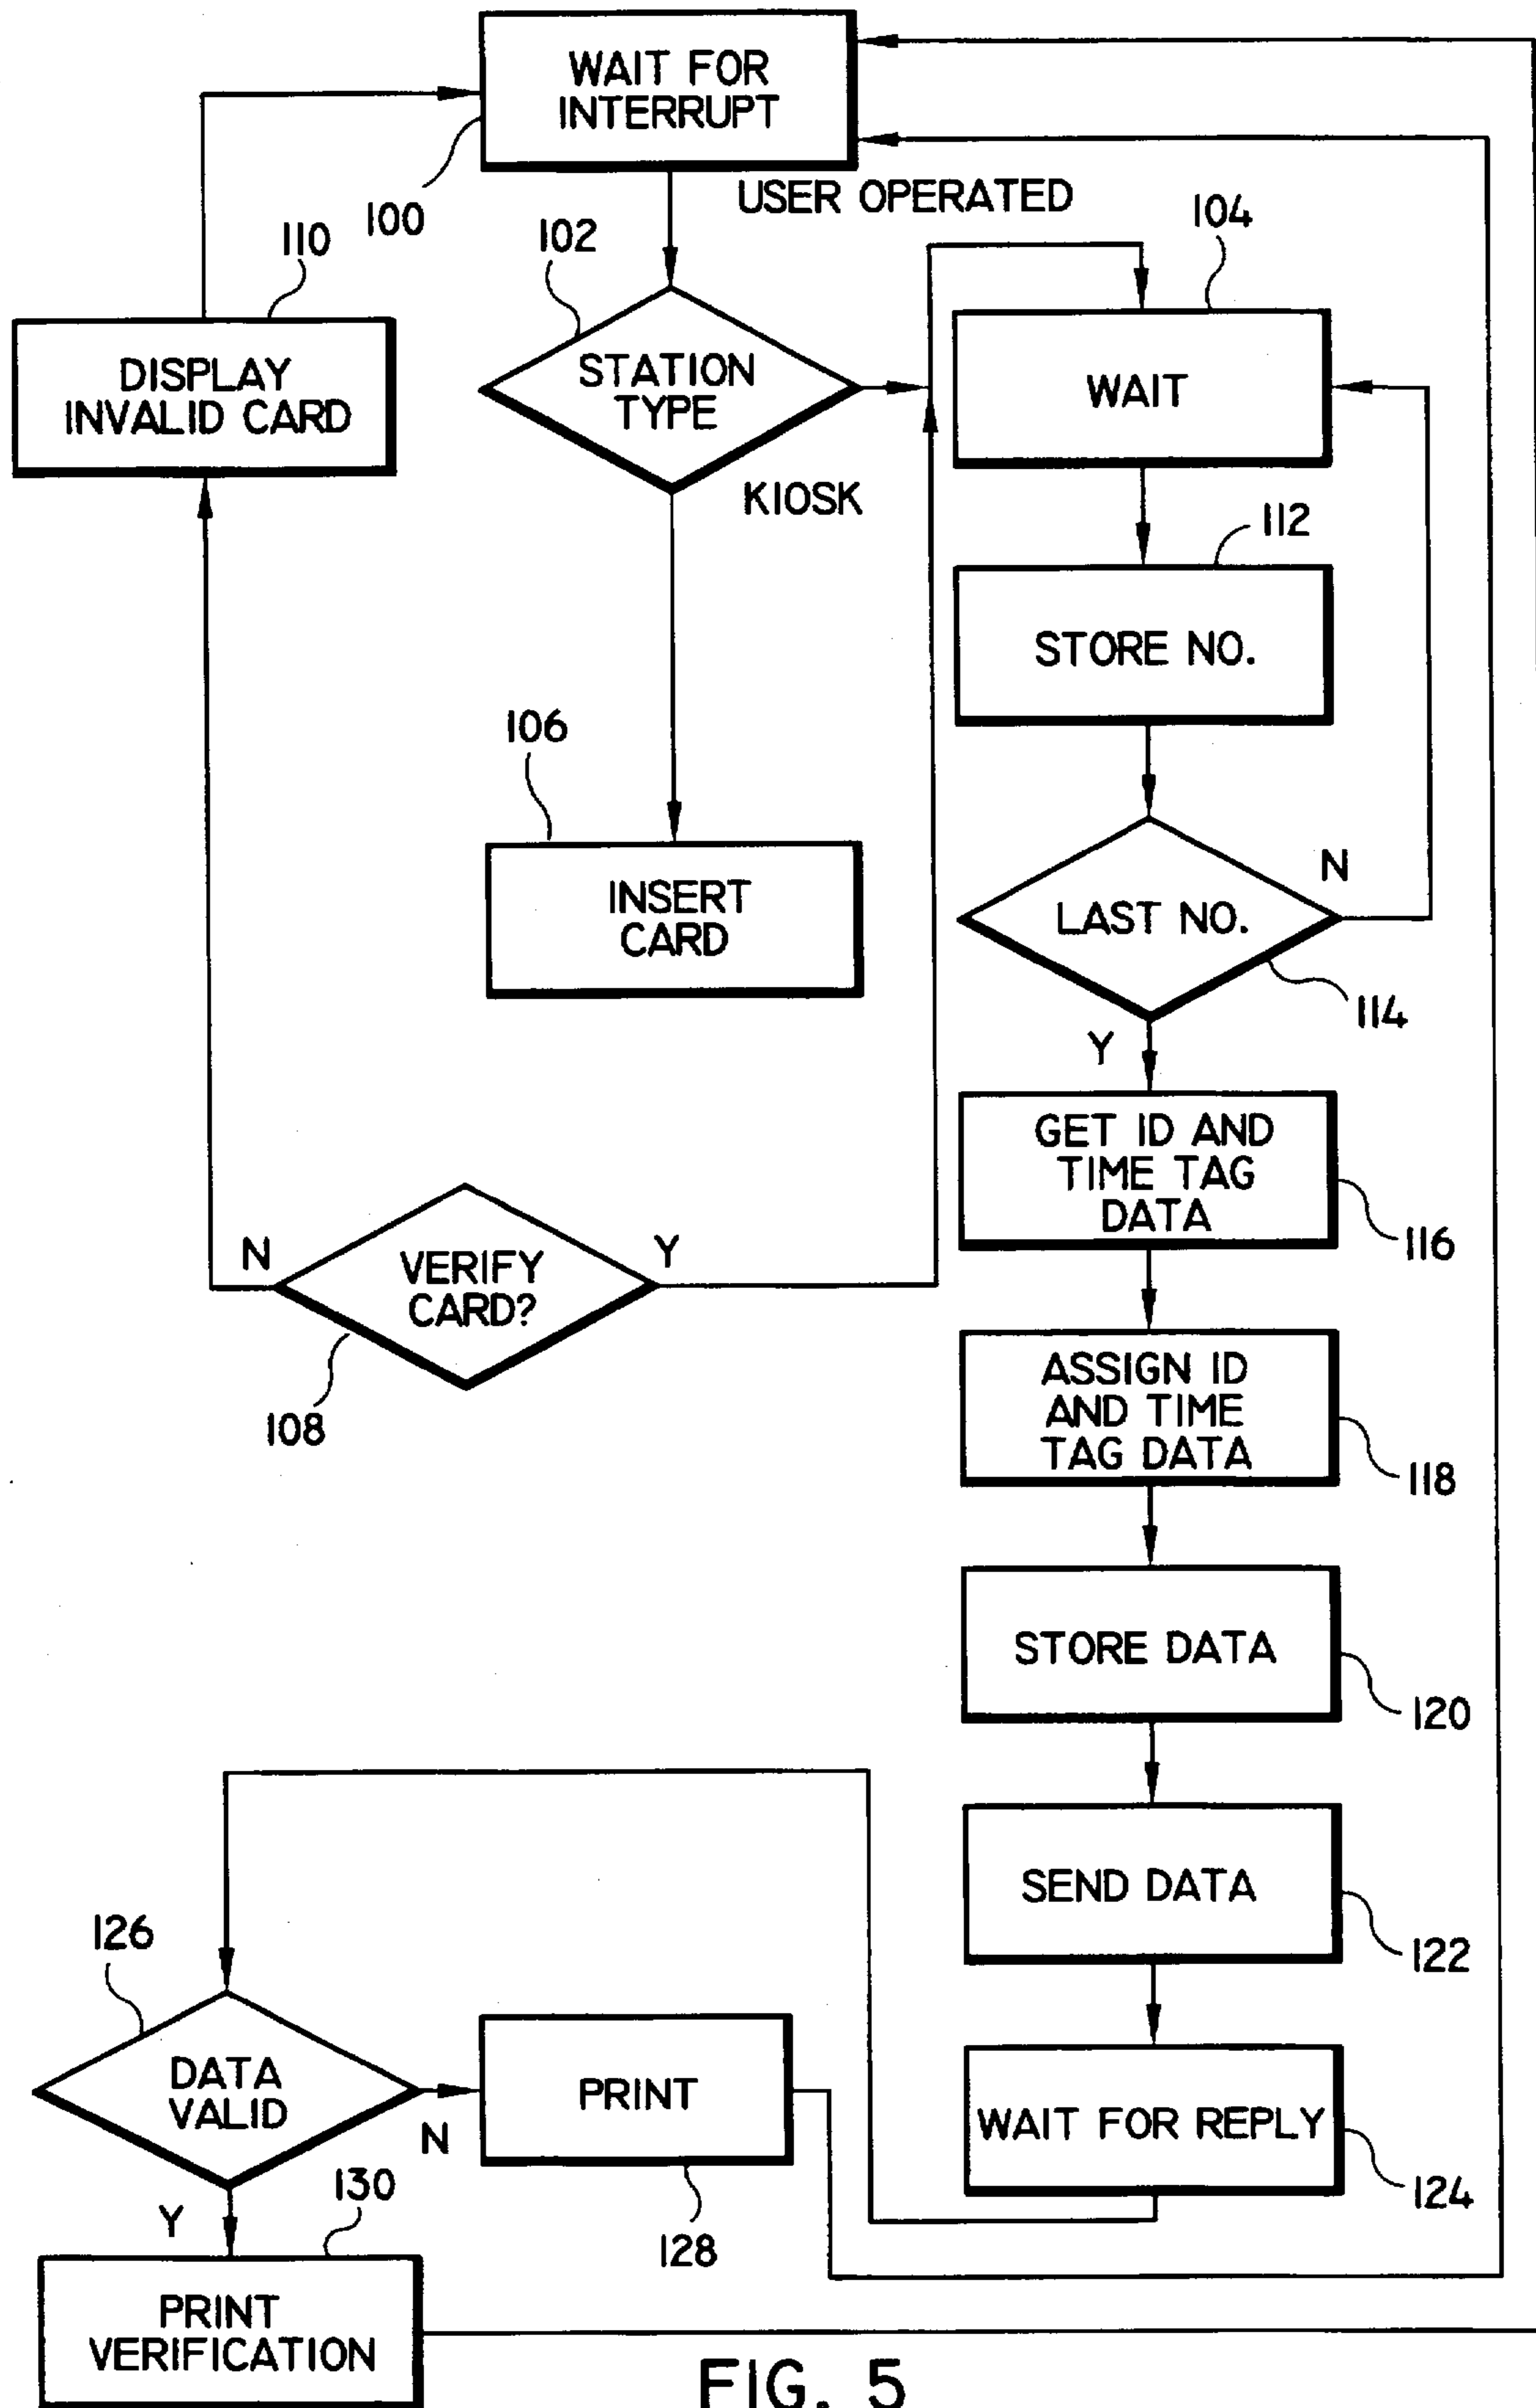 WAIT FOR
INTERRUPT
100
USER OPERATED
110
102
104
DISPLAY
INVALID CARD
STATION
TYPE
WAIT
KIOSK
112
STORE NO.
106
INSERT
CARD
LAST NO.
N
114
Y
GET ID AND
TIME TAG
DATA
116
N
VERIFY
CARD?
Y
108
ASSIGN ID
AND TIME
TAG DATA
118
STORE DATA
120
SEND DATA
122
126
DATA
VALID
N
PRINT
128
WAIT FOR REPLY
124
Y
130
PRINT
VERIFICATION
FIG. 5